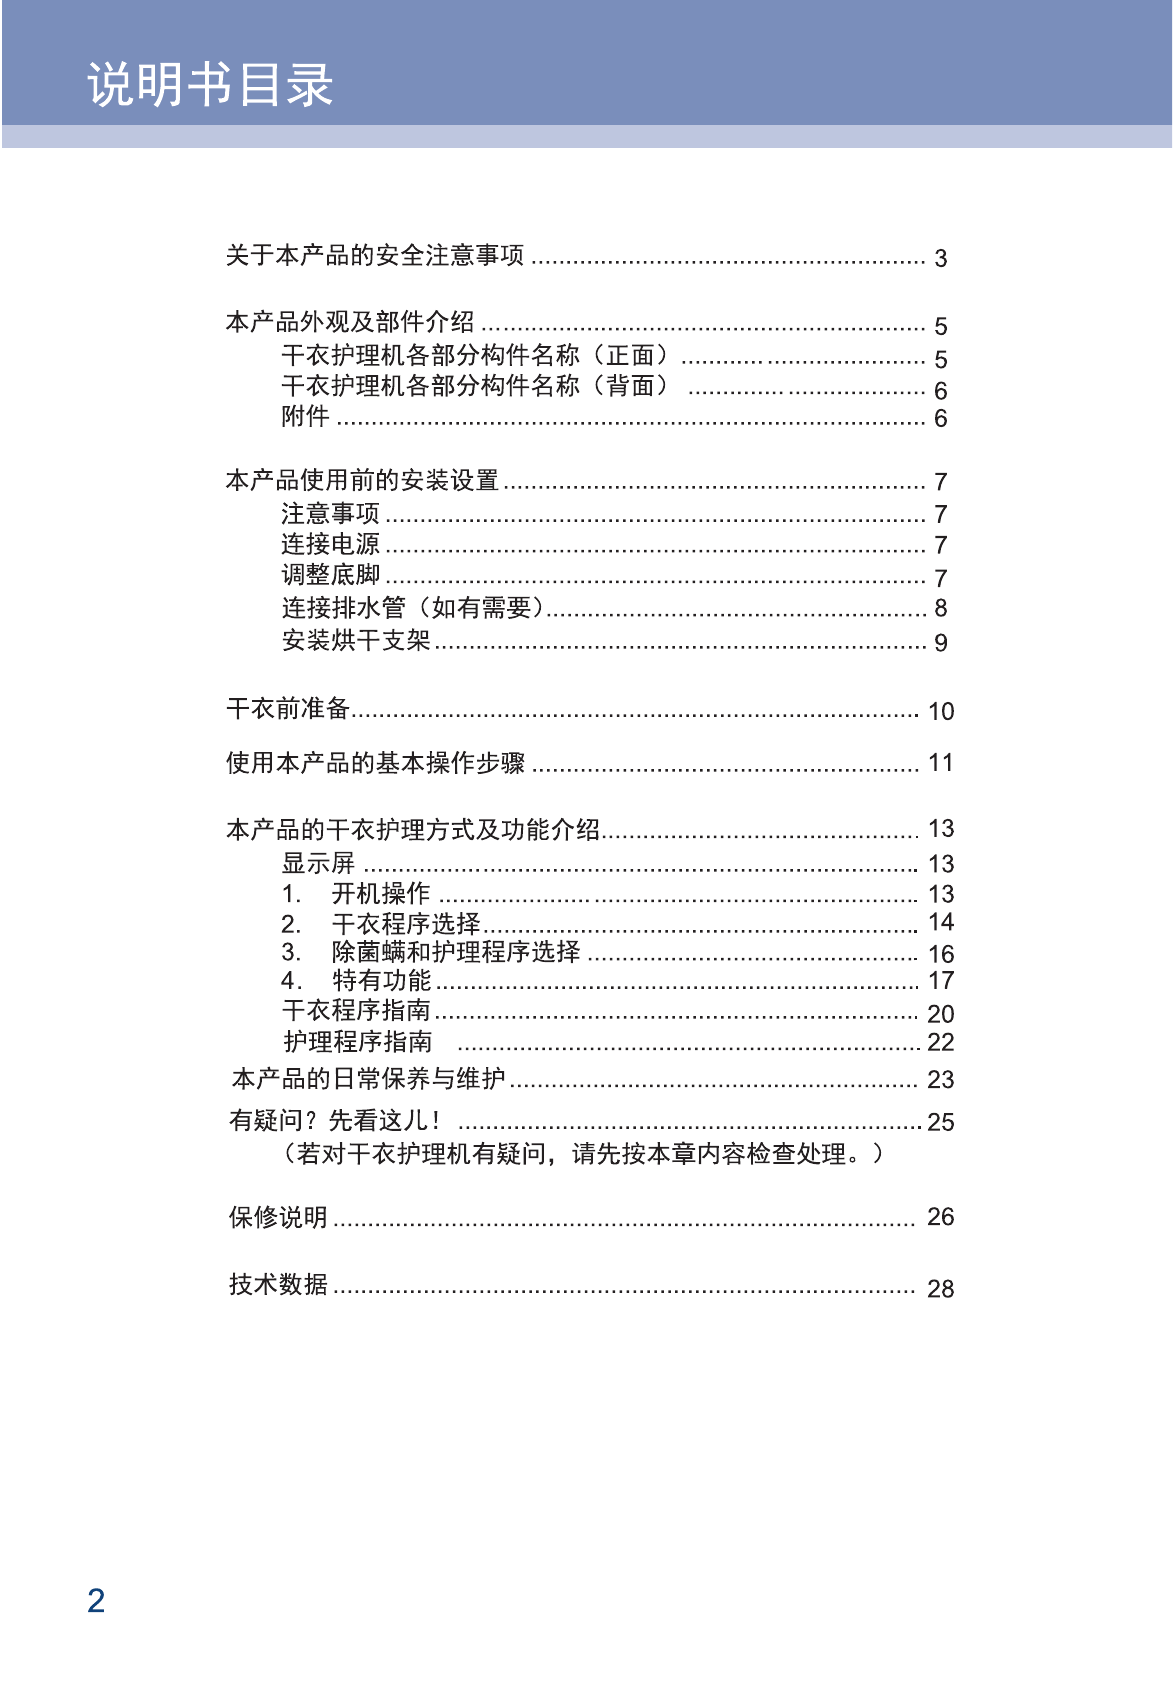 说明书目录
关于本产品的安全注意事项 ........................................................ 3
本产品外观及部件介绍 ................................................................ 5
干衣护理机各部分构件名称（正面）................................... 5
干衣护理机各部分构件名称（背面） .................................. 6
附件 ..................................................................................... 6
本产品使用前的安装设置 ............................................................ 7
注意事项 .............................................................................. 7
连接电源 .............................................................................. 7
调整底脚 .............................................................................. 7
连接排水管（如有需要）....................................................... 8
安装烘干支架 ....................................................................... 9
干衣前准备.................................................................................. 10
使用本产品的基本操作步骤 ........................................................ 11
本产品的干衣护理方式及功能介绍.............................................. 13
显示屏 ................................................................................ 13
1. 开机操作 ..................................................................... 13
2. 干衣程序选择............................................................... 14
3. 除菌螨和护理程序选择 ................................................ 16
4. 特有功能 ...................................................................... 17
干衣程序指南 ...................................................................... 20
护理程序指南 ................................................................... 22
本产品的日常保养与维护 ........................................................... 23
有疑问？先看这儿！ ................................................................... 25
（若对干衣护理机有疑问，请先按本章内容检查处理。）
保修说明 .................................................................................... 26
技术数据 .................................................................................... 28
2